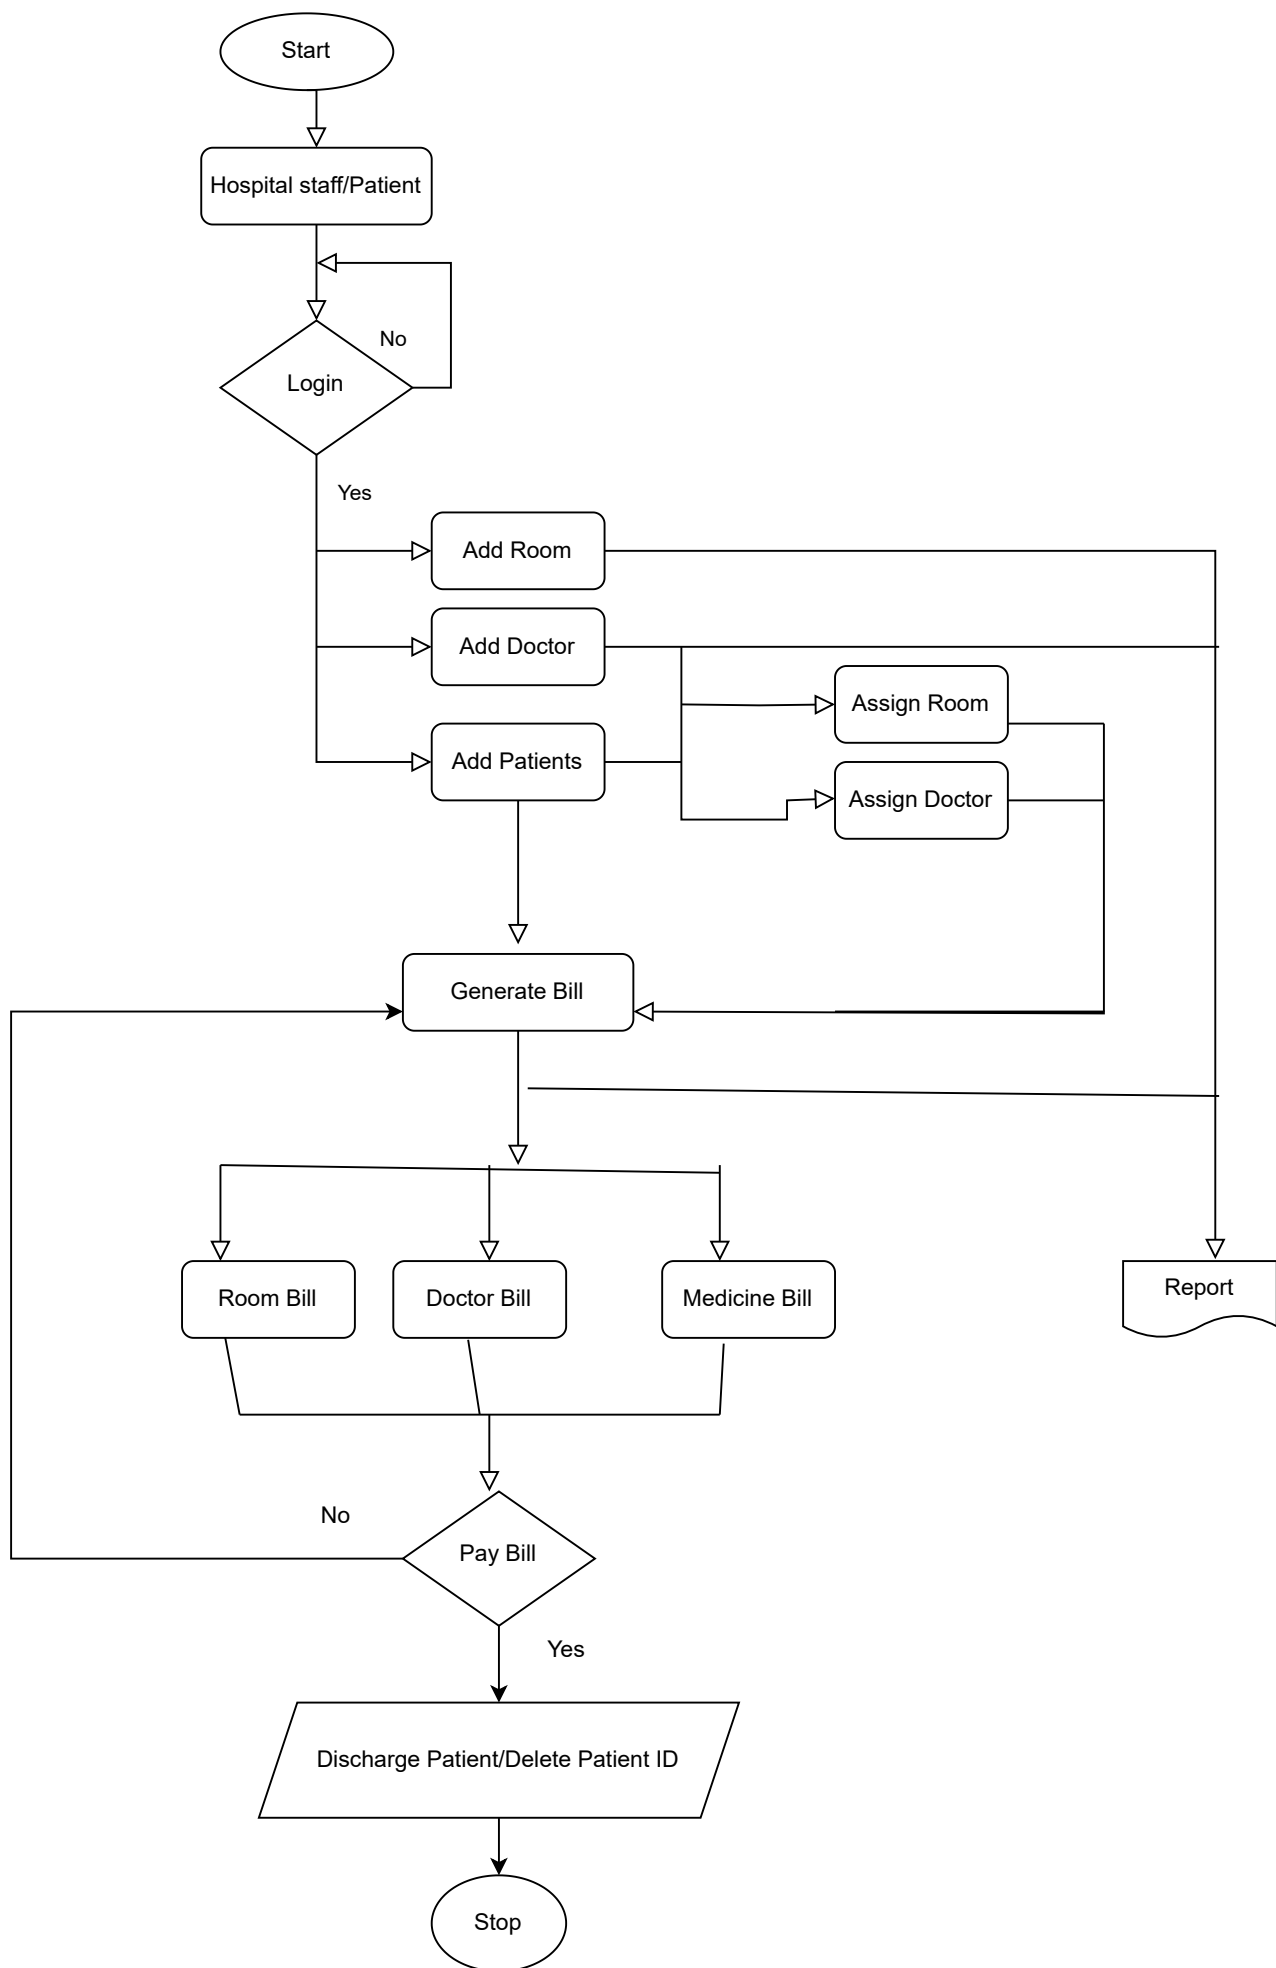 Start
Hospital staff/Patient
No
Login
Yes
Add Room
Add Doctor
Assign Room
Add Patients
Assign Doctor
Generate Bill
Room Bill
Doctor Bill
Medicine Bill
Report
No
Pay Bill
Yes
Discharge Patient/Delete Patient ID
Stop